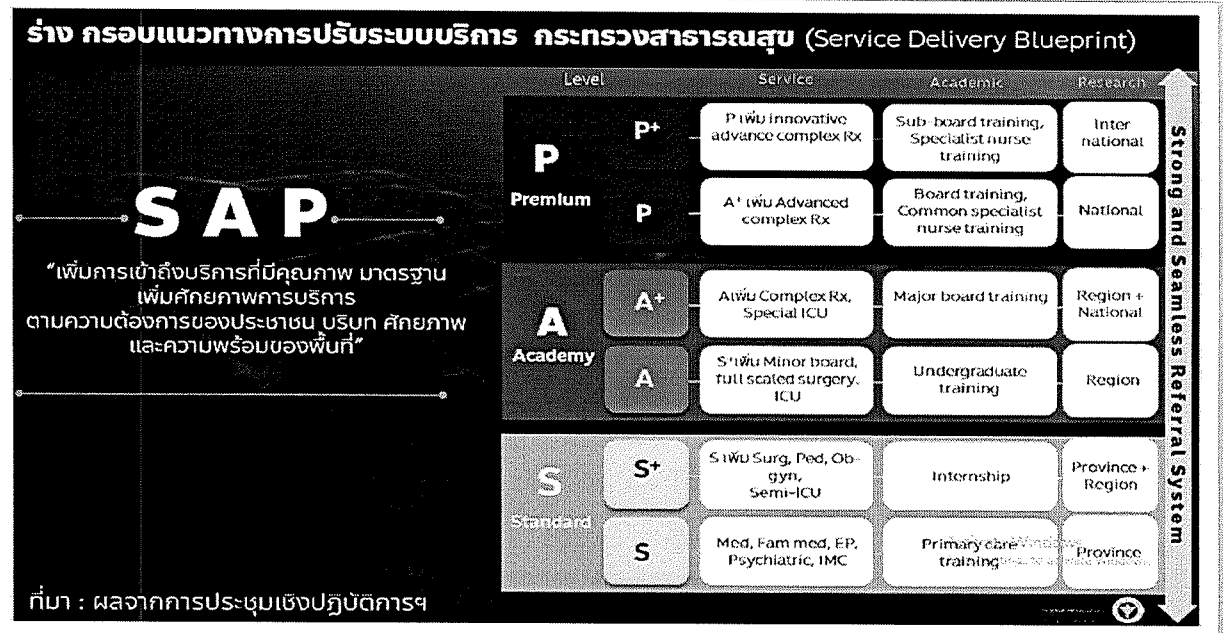 ร่าง กรอบแนวทางการปรับระบบบริการ กระทรวงสาธารณสุข (Service Delivery Blueprint)
Level Service Academic Research
S A P
"เพิ่มการเข้าถึงบริการที่มีคุณภาพ มาตรฐาน
เพิ่มศักยภาพการบริการ
ตามความต้องการของประชาชน บริบท ศักยภาพ
และความพร้อมของพื้นที่"
P
Premium
P+
P เพิ่ม innovative
advance complex Rx
Sub-board training,
Specialist nurse
training
Inter
national
P
A+ เพิ่ม Advanced
complex Rx
Board training,
Common specialist
nurse training
National
A
Academy
A+
A เพิ่ม Complex Rx,
Special ICU
Major board training
Region +
National
A
S+ เพิ่ม Minor board,
full scaled surgery,
ICU
Undergraduate
training
Region
S
Standard
S+
S เพิ่ม Surg, Ped, Ob-
gyn,
Semi-ICU
Internship
Province +
Region
S
Med, Fam med, EP,
Psychiatric, IMC
Primary care
training
Province
Strong and Seamless Referral System
ที่มา : ผลจากการประชุมเชิงปฏิบัติการฯ